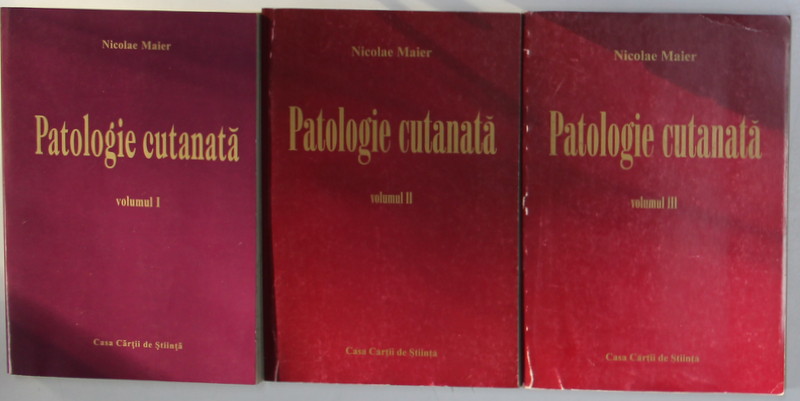 Nicolae Maier
Patologie cutanată
volumul I
Casa Cărţii de Ştiinţă
Nicolae Maier
Patologie cutanată
volumul II
Casa Cărţii de Ştiinţă
Nicolae Maier
Patologie cutanată
volumul III
Casa Cărţii de Ştiinţă